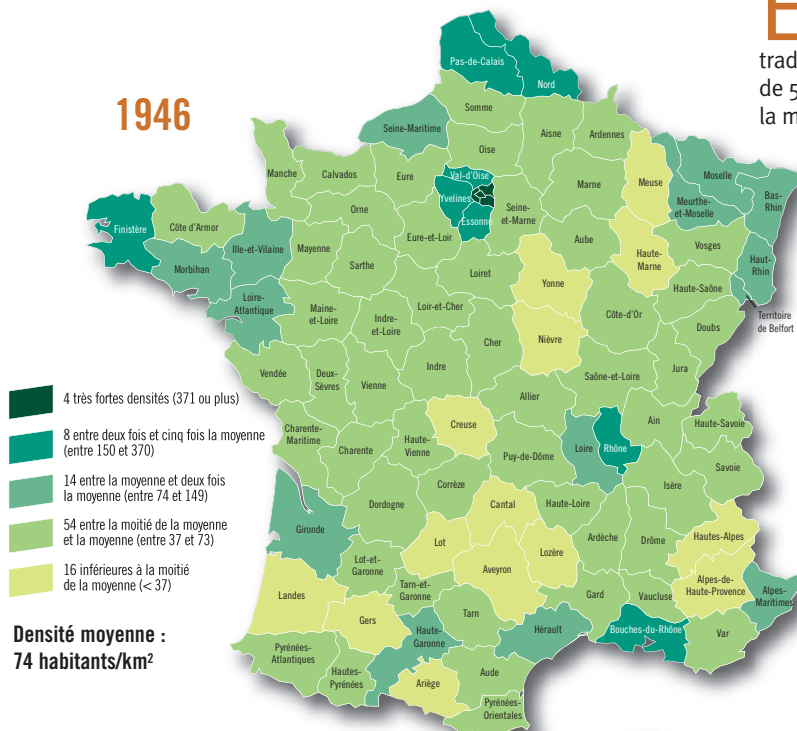 E
trad
de 5
la m
1946
Pas-de-Calais
Nord
Somme
Seine-Maritime
Aisne
Ardennes
Oise
Manche
Calvados
Eure
Val-d'Oise
Meuse
Moselle
Marne
Yvelines
Meurthe-
et-Moselle
Bas-
Rhin
Orne
Essonne
Seine-
et-Marne
Finistère
Côte d'Armor
Ille-et-Vilaine
Mayenne
Eure-et-Loir
Aube
Haute-
Marne
Vosges
Haut-
Rhin
Morbihan
Sarthe
Loiret
Yonne
Haute-Saône
Loire-
Atlantique
Maine-
et-Loire
Indre-
et-Loire
Loir-et-Cher
Côte-d'Or
Territoire
de Belfort
Doubs
Cher
Nièvre
Vendée
Deux-
Sèvres
Vienne
Indre
Saône-et-Loire
Jura
Allier
4 très fortes densités (371 ou plus)
8 entre deux fois et cinq fois la moyenne
(entre 150 et 370)
14 entre la moyenne et deux fois
la moyenne (entre 74 et 149)
54 entre la moitié de la moyenne
et la moyenne (entre 37 et 73)
16 inférieures à la moitié
de la moyenne (< 37)
Densité moyenne :
74 habitants/km²
Charente-
Maritime
Charente
Haute-
Vienne
Creuse
Puy-de-Dôme
Loire
Rhône
Ain
Haute-Savoie
Savoie
Isère
Corrèze
Dordogne
Cantal
Haute-Loire
Gironde
Lot
Lozère
Ardèche
Drôme
Hautes-Alpes
Lot-et-
Garonne
Aveyron
Tarn-et-
Garonne
Landes
Gers
Tarn
Gard
Vaucluse
Alpes-de-
Haute-Provence
Alpes-
Maritimes
Haute-
Garonne
Hérault
Bouches-du-Rhône
Var
Pyrénées-
Atlantiques
Hautes-
Pyrénées
Ariège
Aude
Pyrénées-
Orientales